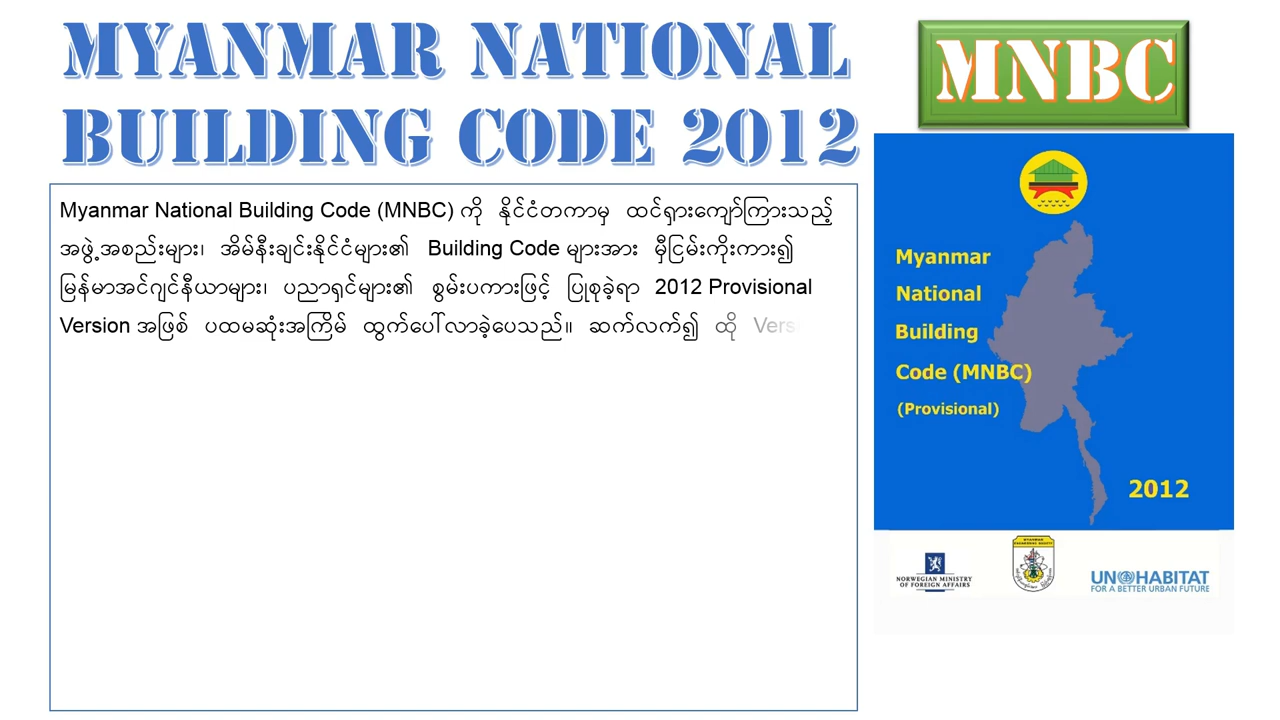 MYANMAR NATIONAL
BUILDING CODE 2012
MNBC
Myanmar National Building Code (MNBC) ကို နိုင်ငံတကာမှ ထင်ရှားကျော်ကြားသည့်
အဖွဲ့အစည်းများ၊ အိမ်နီးချင်းနိုင်ငံများ၏ Building Code များအား မှီငြမ်းကိုးကား၍
မြန်မာအင်ဂျင်နီယာများ၊ ပညာရှင်များ၏ စွမ်းပကားဖြင့် ပြုစုခဲ့ရာ 2012 Provisional
Version အဖြစ် ပထမဆုံးအကြိမ် ထွက်ပေါ်လာခဲ့ပေသည်။ ဆက်လက်၍ ထို Vers
Myanmar
National
Building
Code (MNBC)
(Provisional)
2012
NORWEGIAN MINISTRY
OF FOREIGN AFFAIRS
UN HABITAT
FOR A BETTER URBAN FUTURE